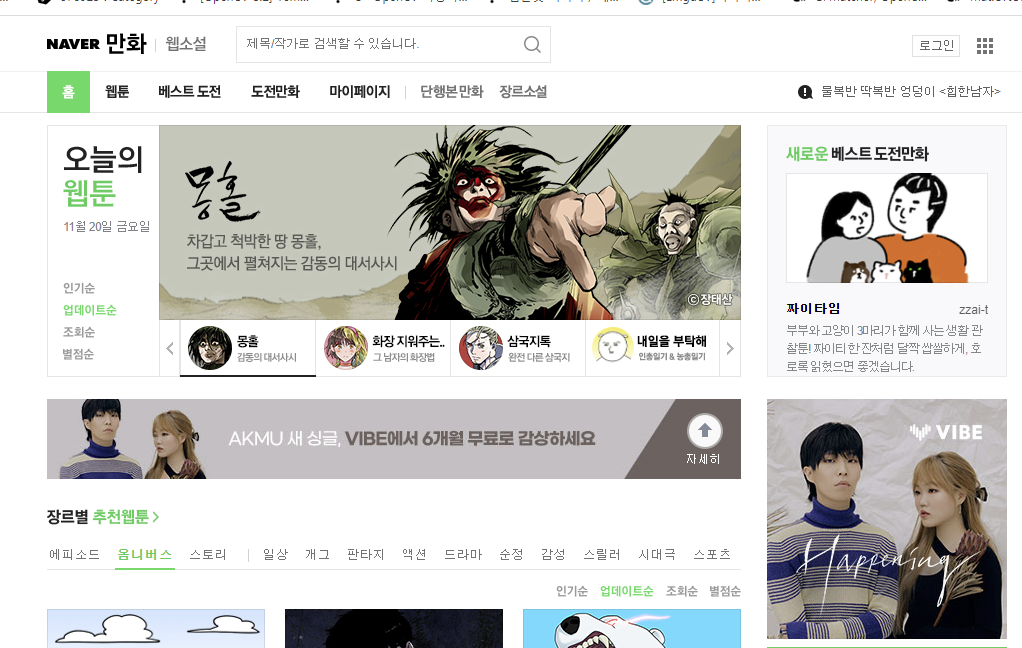 NAVER 만화 웹소설
제목/작가로 검색할 수 있습니다.
로그인
홈 웹툰 베스트 도전 도전만화 마이페이지 단행본만화 장르소설
물복반 딱복반 엉덩이 <힙한남자>
오늘의
웹툰
11월 20일 금요일
인기순
업데이트순
조회순
별점순
몽홀
차갑고 척박한 땅 몽홀,
그곳에서 펼쳐지는 감동의 대서사시
©장태산
몽홀
감동의 대서사시
화장 지워주는..
그 남자의 화장법
삼국지톡
완전 다른 삼국지
내일을 부탁해
인총일기 & 농총일기
새로운 베스트 도전만화
짜이타임
zzai-t
부부와 고양이 3마리가 함께 사는 생활 관
찰툰! 짜이티 한 잔처럼 달짝 쌉쌀하게, 호
로록 읽혔으면 좋겠습니다.
AKMU 새 싱글, VIBE에서 6개월 무료로 감상하세요
자세히
VIBE
Happening
장르별 추천웹툰 >
에피소드 옴니버스 스토리 일상 개그 판타지 액션 드라마 순정 감성 스릴러 시대극 스포츠
인기순 업데이트순 조회순 별점순